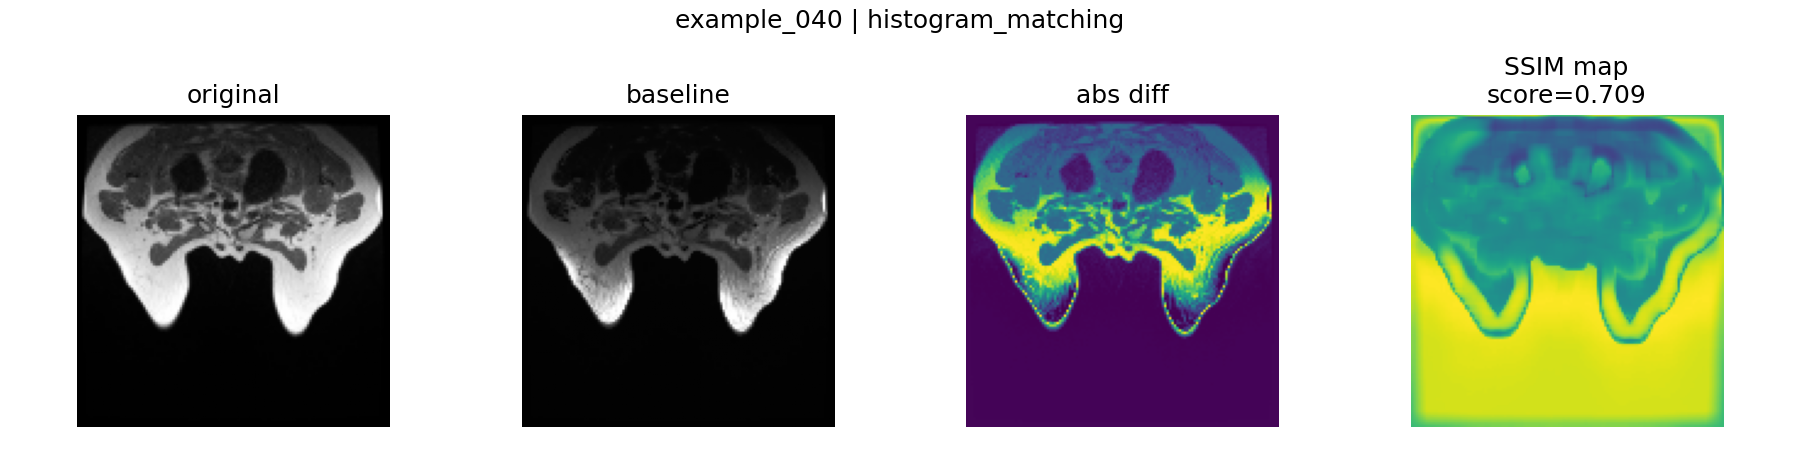 example_040 | histogram_matching
original
baseline
abs diff
SSIM map
score=0.709